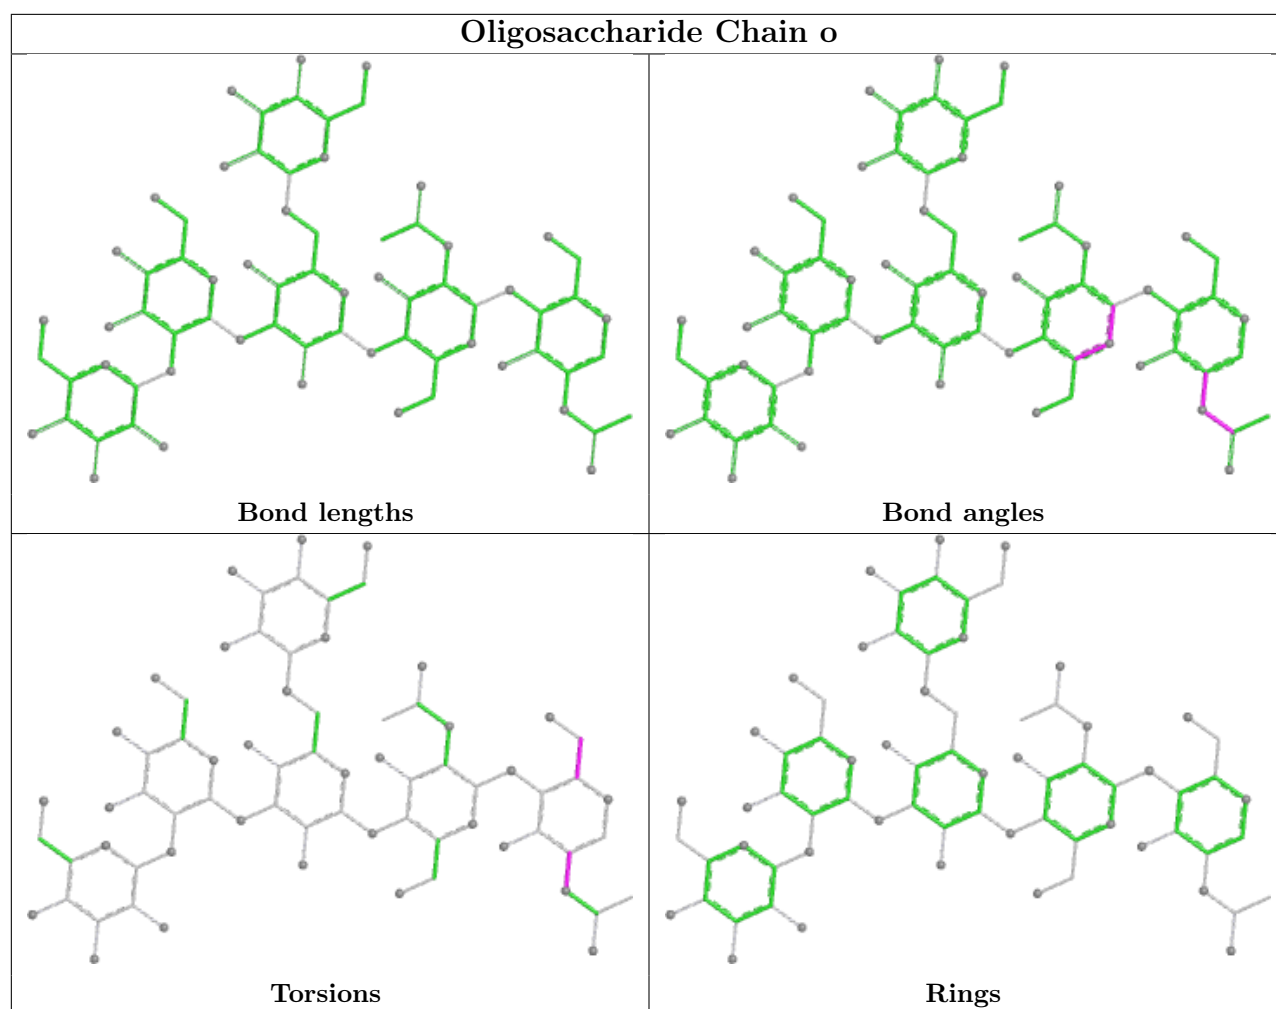 Oligosaccharide Chain o
Bond lengths
Bond angles
Torsions
Rings